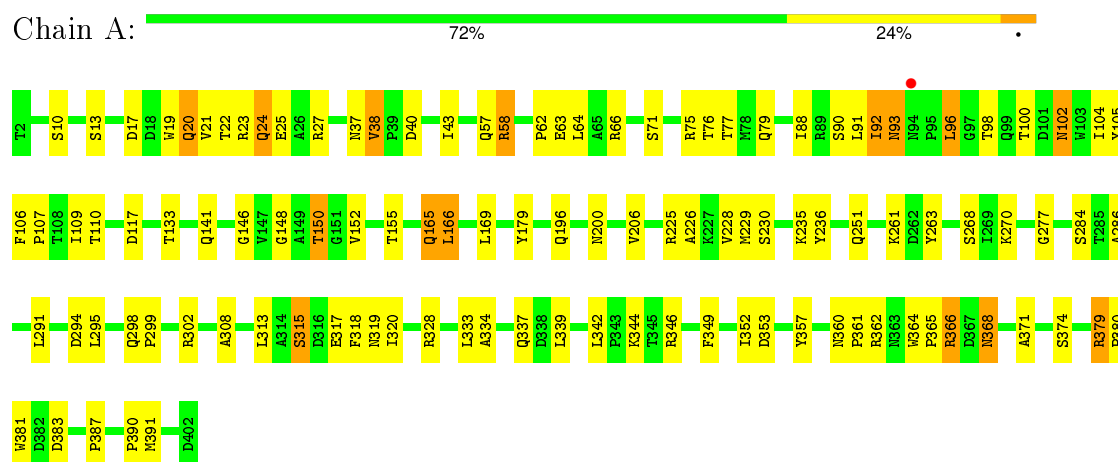 Chain A:
72% 24% •
T2 S10 S13 D17 D18 W19 Q20 V21 T22 R23 Q24 E25 A26 R27 N37 V38 P39 D40 I43 Q57 R58 P62 E63 L64 A65 R66 S71 R75 T76 T77 M78 Q79 I88 R89 S90 L91 I92 N93 N94 P95 L96 G97 T98 Q99 T100 D101 N102 W103 I104 Y105
F106 P107 T108 I109 T110 D117 T133 Q141 G146 V147 G148 A149 T150 G151 V152 T155 Q165 L166 L169 Y179 Q196 N200 V206 R225 A226 K227 V228 M229 S230 K235 Y236 Q251 K261 D262 Y263 S268 I269 K270 G277 S284 T285 A286
L291 D294 L295 Q298 P299 R302 A308 L313 A314 S315 D316 E317 F318 N319 I320 R328 L333 A334 Q337 D338 L339 L342 P343 K344 T345 R346 F349 I352 D353 Y357 N360 P361 R362 N363 W364 P365 R366 D367 N368 A371 S374 R379 P380
W381 D382 D383 P387 P390 M391 D402